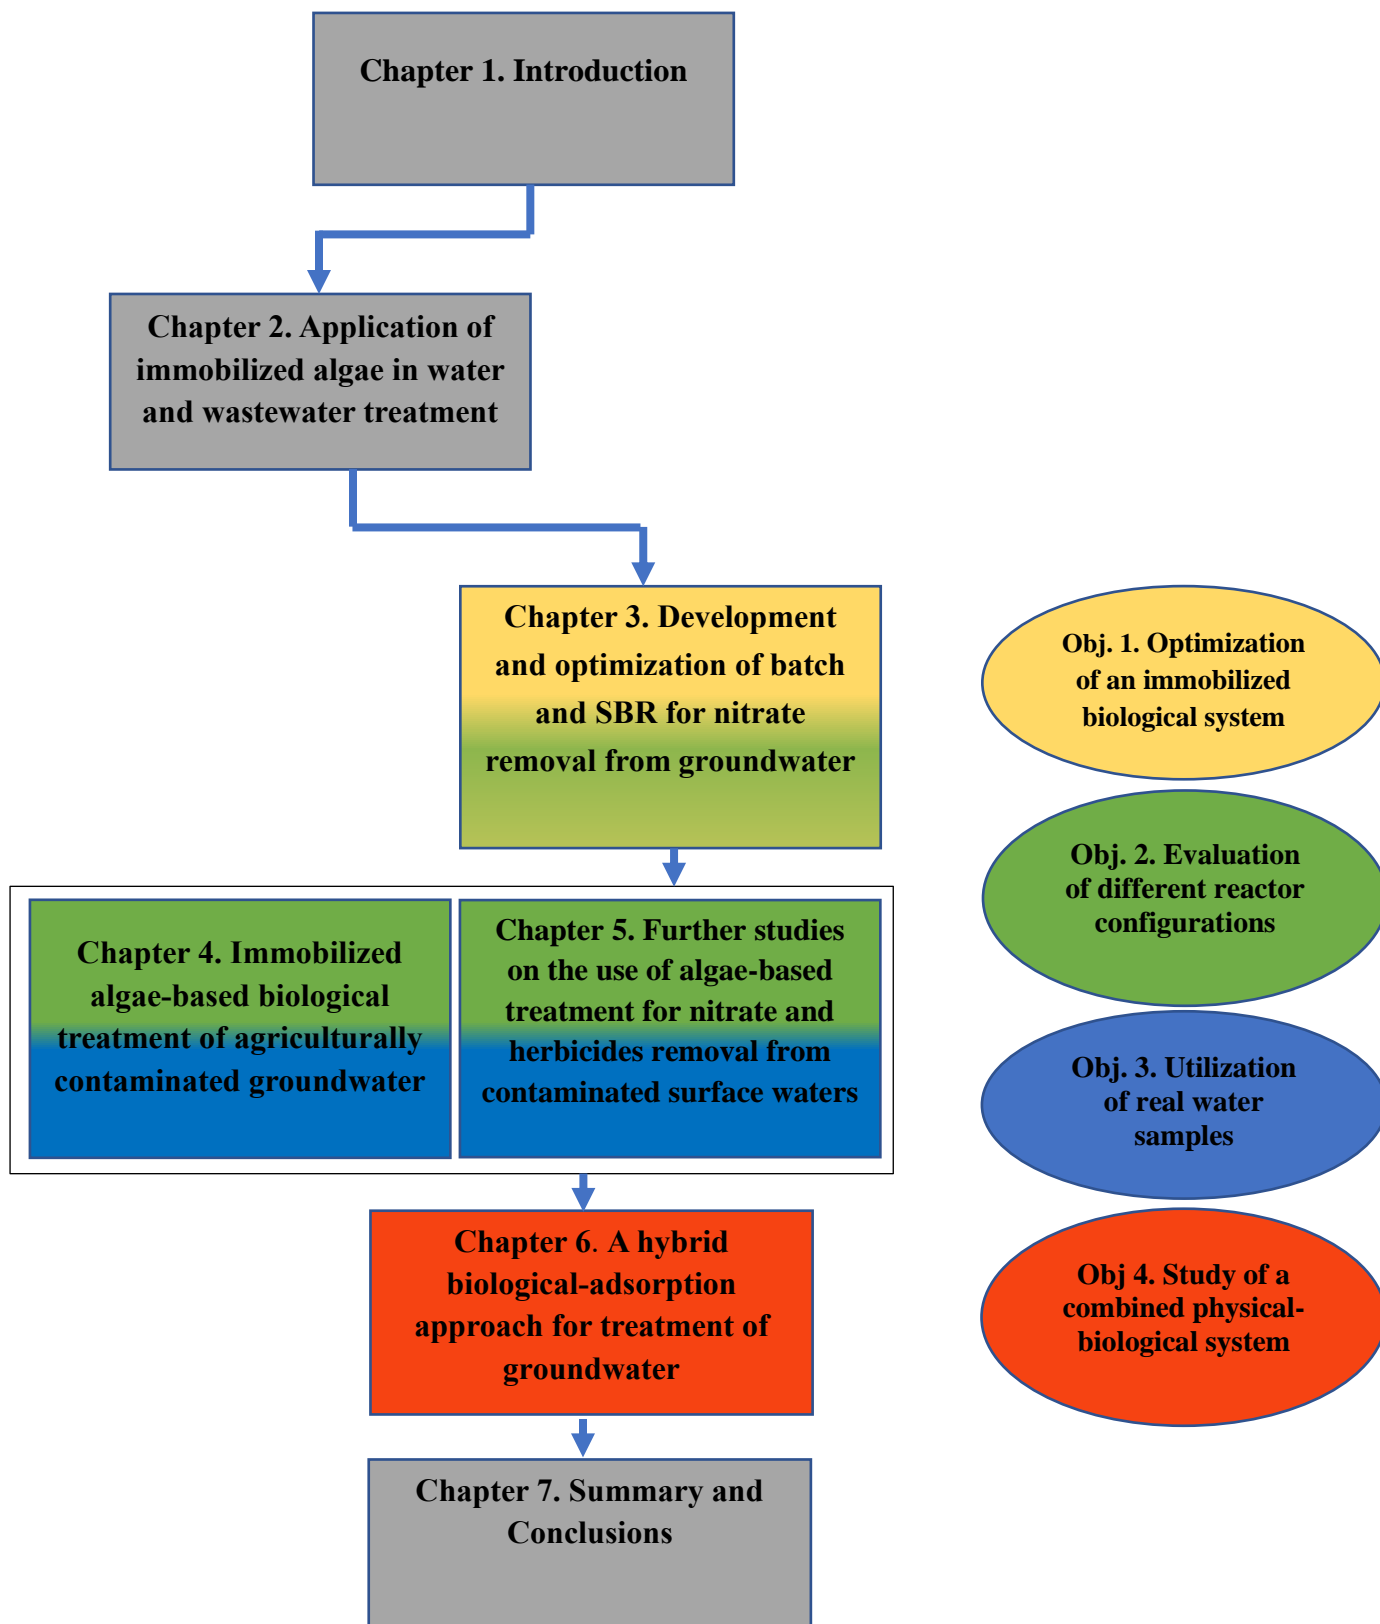 Chapter 1. Introduction
Chapter 2. Application of
immobilized algae in water
and wastewater treatment
Chapter 3. Development
and optimization of batch
and SBR for nitrate
removal from groundwater
Obj. 1. Optimization
of an immobilized
biological system
Obj. 2. Evaluation
of different reactor
configurations
Chapter 4. Immobilized
algae-based biological
treatment of agriculturally
contaminated groundwater
Chapter 5. Further studies
on the use of algae-based
treatment for nitrate and
herbicides removal from
contaminated surface waters
Obj. 3. Utilization
of real water
samples
Chapter 6. A hybrid
biological-adsorption
approach for treatment of
groundwater
Obj 4. Study of a
combined physical-
biological system
Chapter 7. Summary and
Conclusions